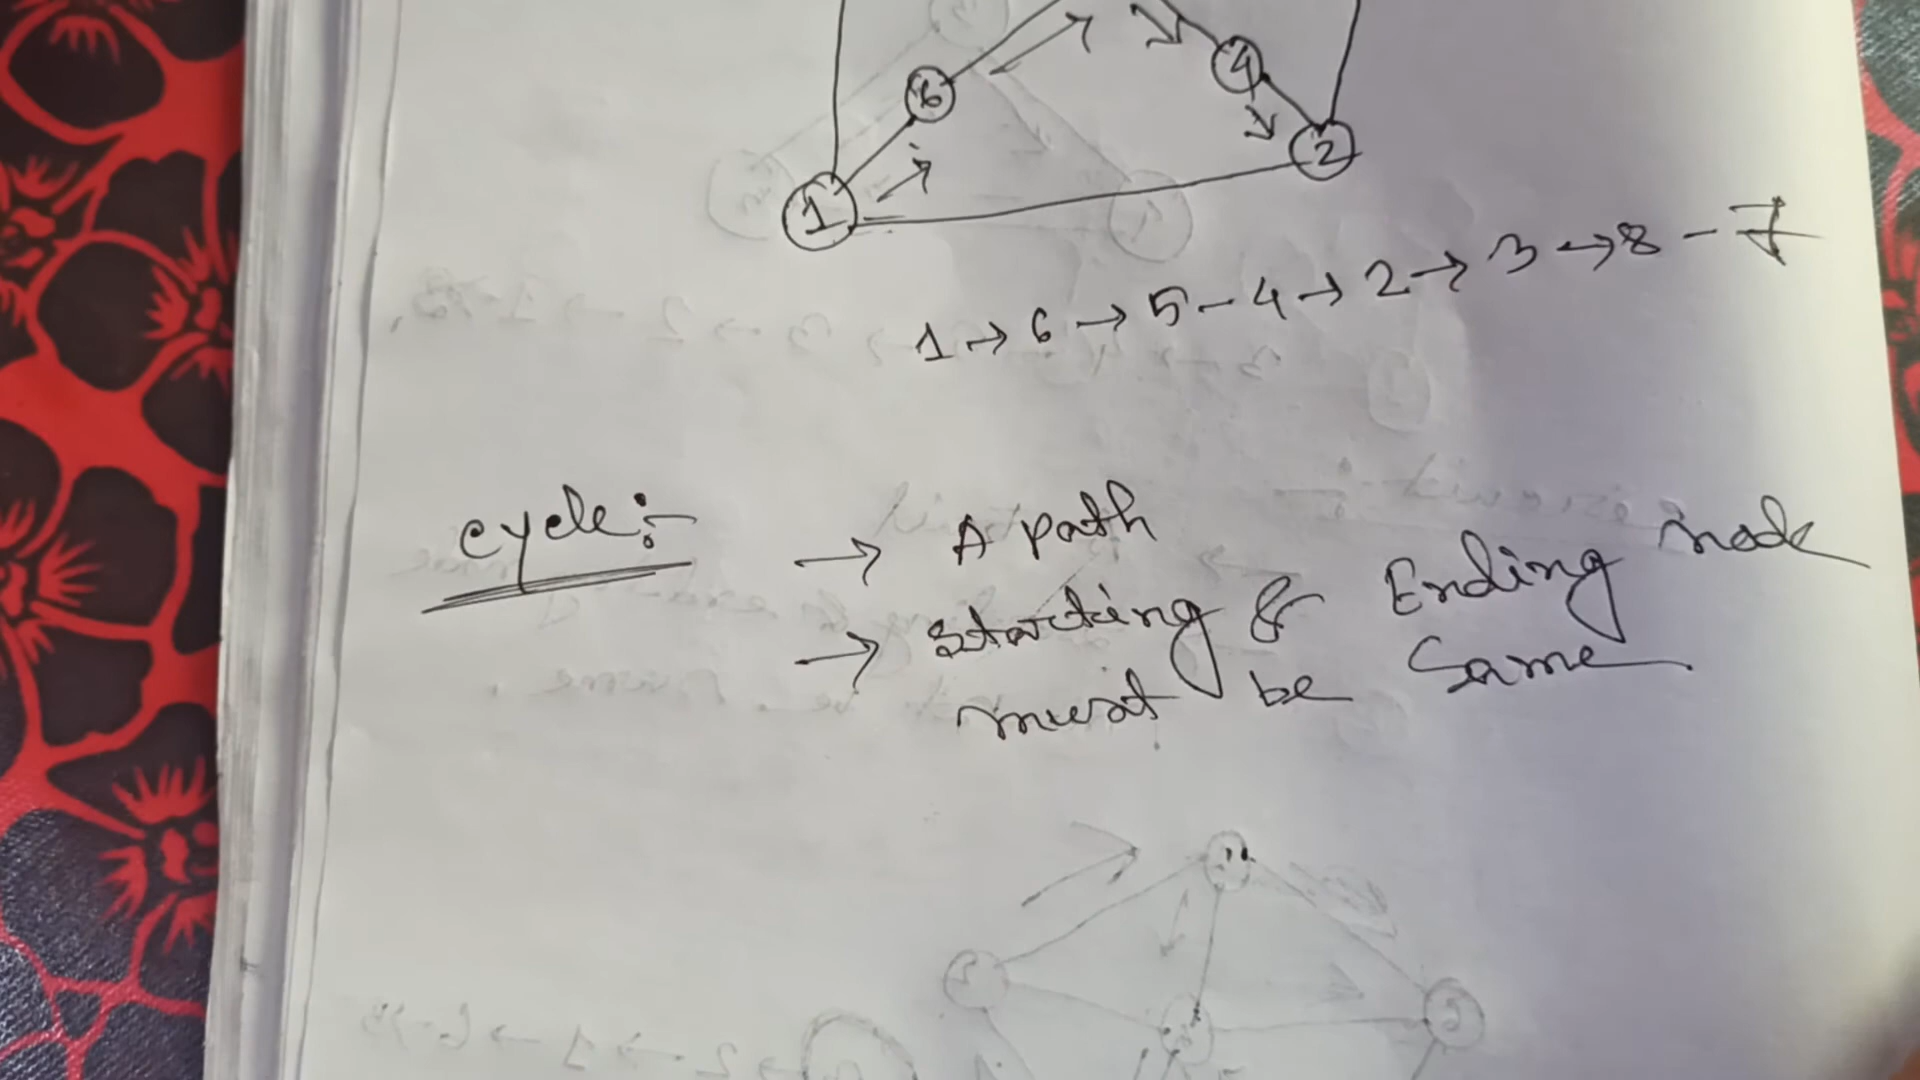 6
4
1
2
1 → 6 → 5 - 4 → 2 → 3 → 8 - 7
cycle:-
→ A path
→ Starting & Ending node
must be Same